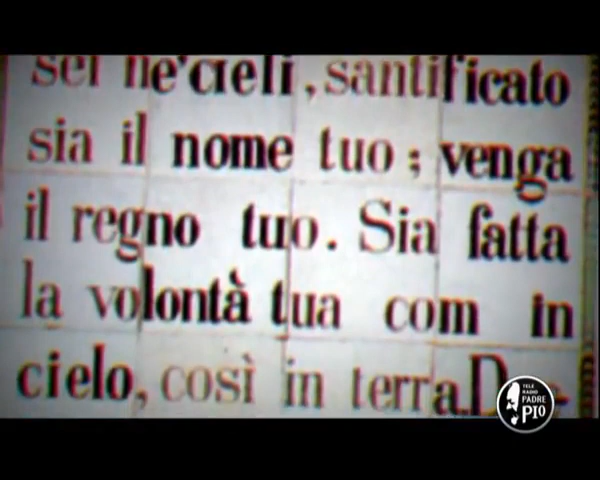 sei ne'cieli, santificato
sia il nome tuo; venga
il regno tuo. Sia fatta
la volontà tua com in
cielo, così in terra. D
TELE
RADIO
PADRE
PIO